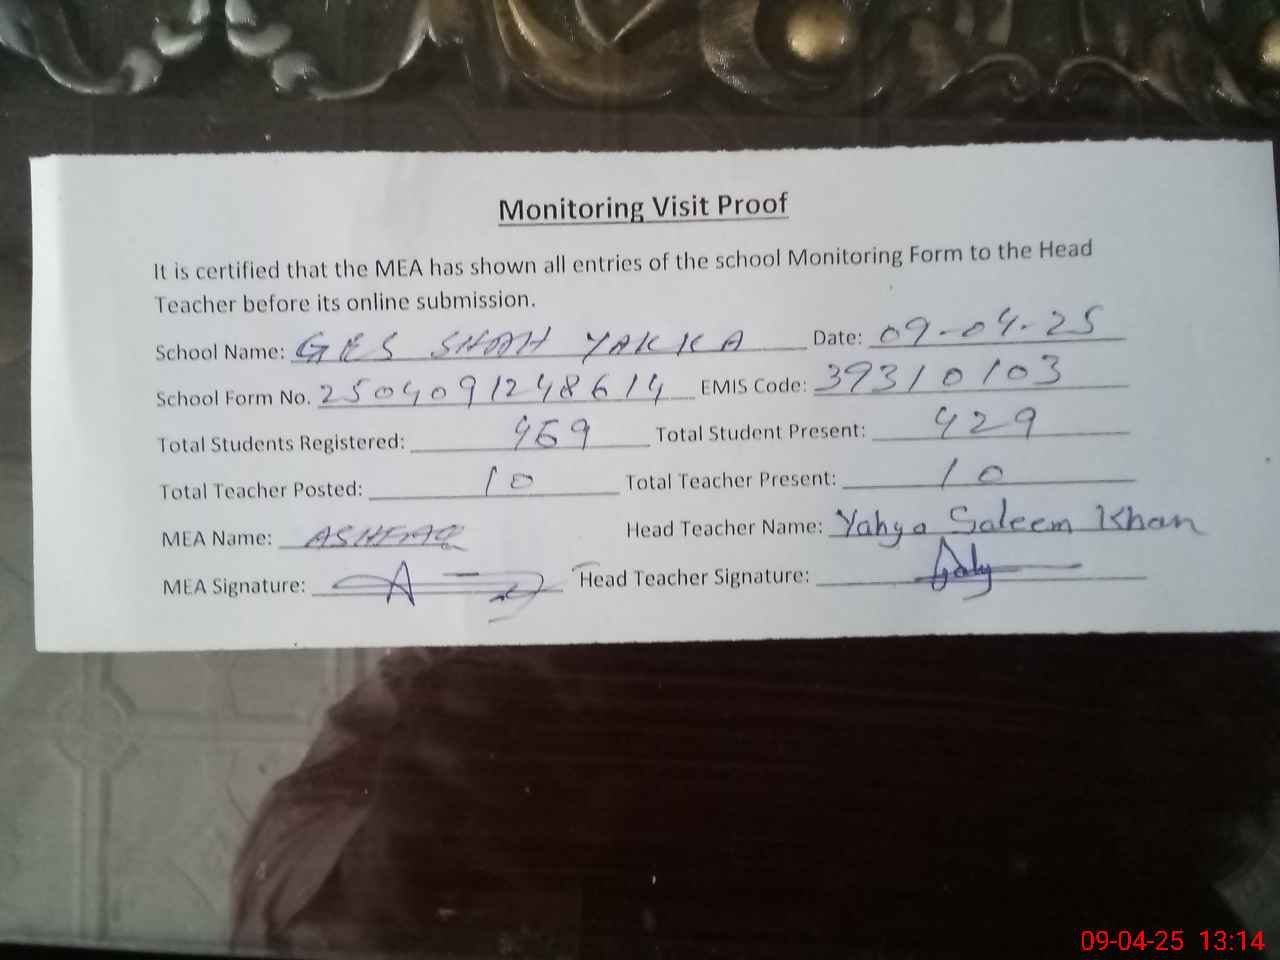 Monitoring Visit Proof
It is certified that the MEA has shown all entries of the school Monitoring Form to the Head
Teacher before its online submission.
School Name: GES SHAH YAKKA Date: 09-04-25
School Form No. 2504091248614 EMIS Code: 39310103
Total Students Registered: 469 Total Student Present: 429
Total Teacher Posted: 10 Total Teacher Present: 10
MEA Name: ASHFAQ Head Teacher Name: Yahya Saleem Khan
MEA Signature: Head Teacher Signature:
09-04-25 13:14